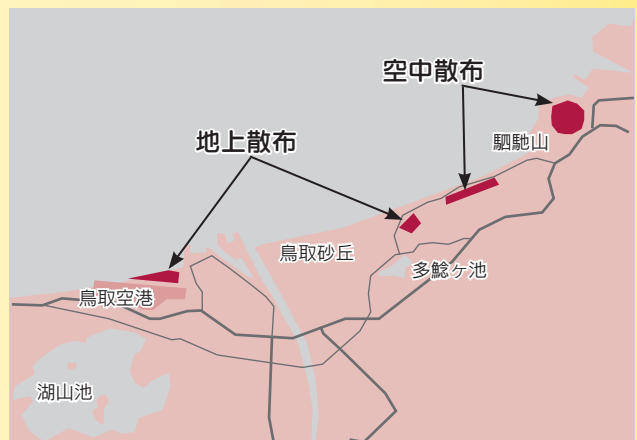 空中散布
駟馳山
地上散布
鳥取砂丘
多鯰ヶ池
鳥取空港
湖山池